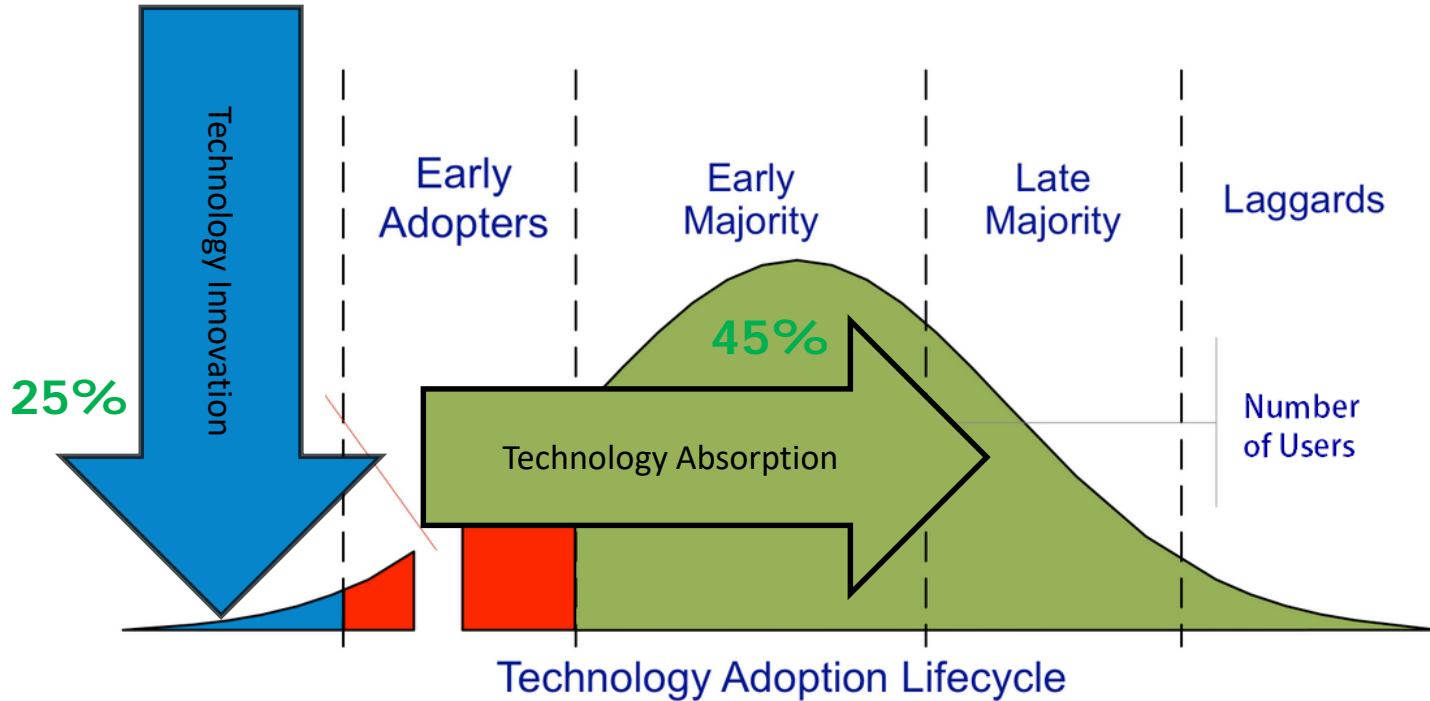 Technology Innovation
25%
Early
Adopters
Early
Majority
Late
Majority
Laggards
45%
Technology Absorption
Number
of Users
Technology Adoption Lifecycle